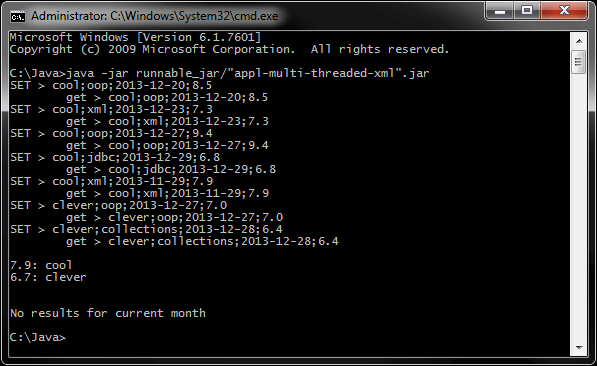 Administrator: C:\Windows\System32\cmd.exe
Microsoft Windows [Version 6.1.7601]
Copyright (c) 2009 Microsoft Corporation.  All rights reserved.
C:\Java>java -jar runnable_jar/"appl-multi-threaded-xml".jar
SET > cool;oop;2013-12-20;8.5
get > cool;oop;2013-12-20;8.5
SET > cool;xml;2013-12-23;7.3
get > cool;xml;2013-12-23;7.3
SET > cool;oop;2013-12-27;9.4
get > cool;oop;2013-12-27;9.4
SET > cool;jdbc;2013-12-29;6.8
get > cool;jdbc;2013-12-29;6.8
SET > cool;xml;2013-11-29;7.9
get > cool;xml;2013-11-29;7.9
SET > clever;oop;2013-12-27;7.0
get > clever;oop;2013-12-27;7.0
SET > clever;collections;2013-12-28;6.4
get > clever;collections;2013-12-28;6.4
7.9: cool
6.7: clever
No results for current month
C:\Java>